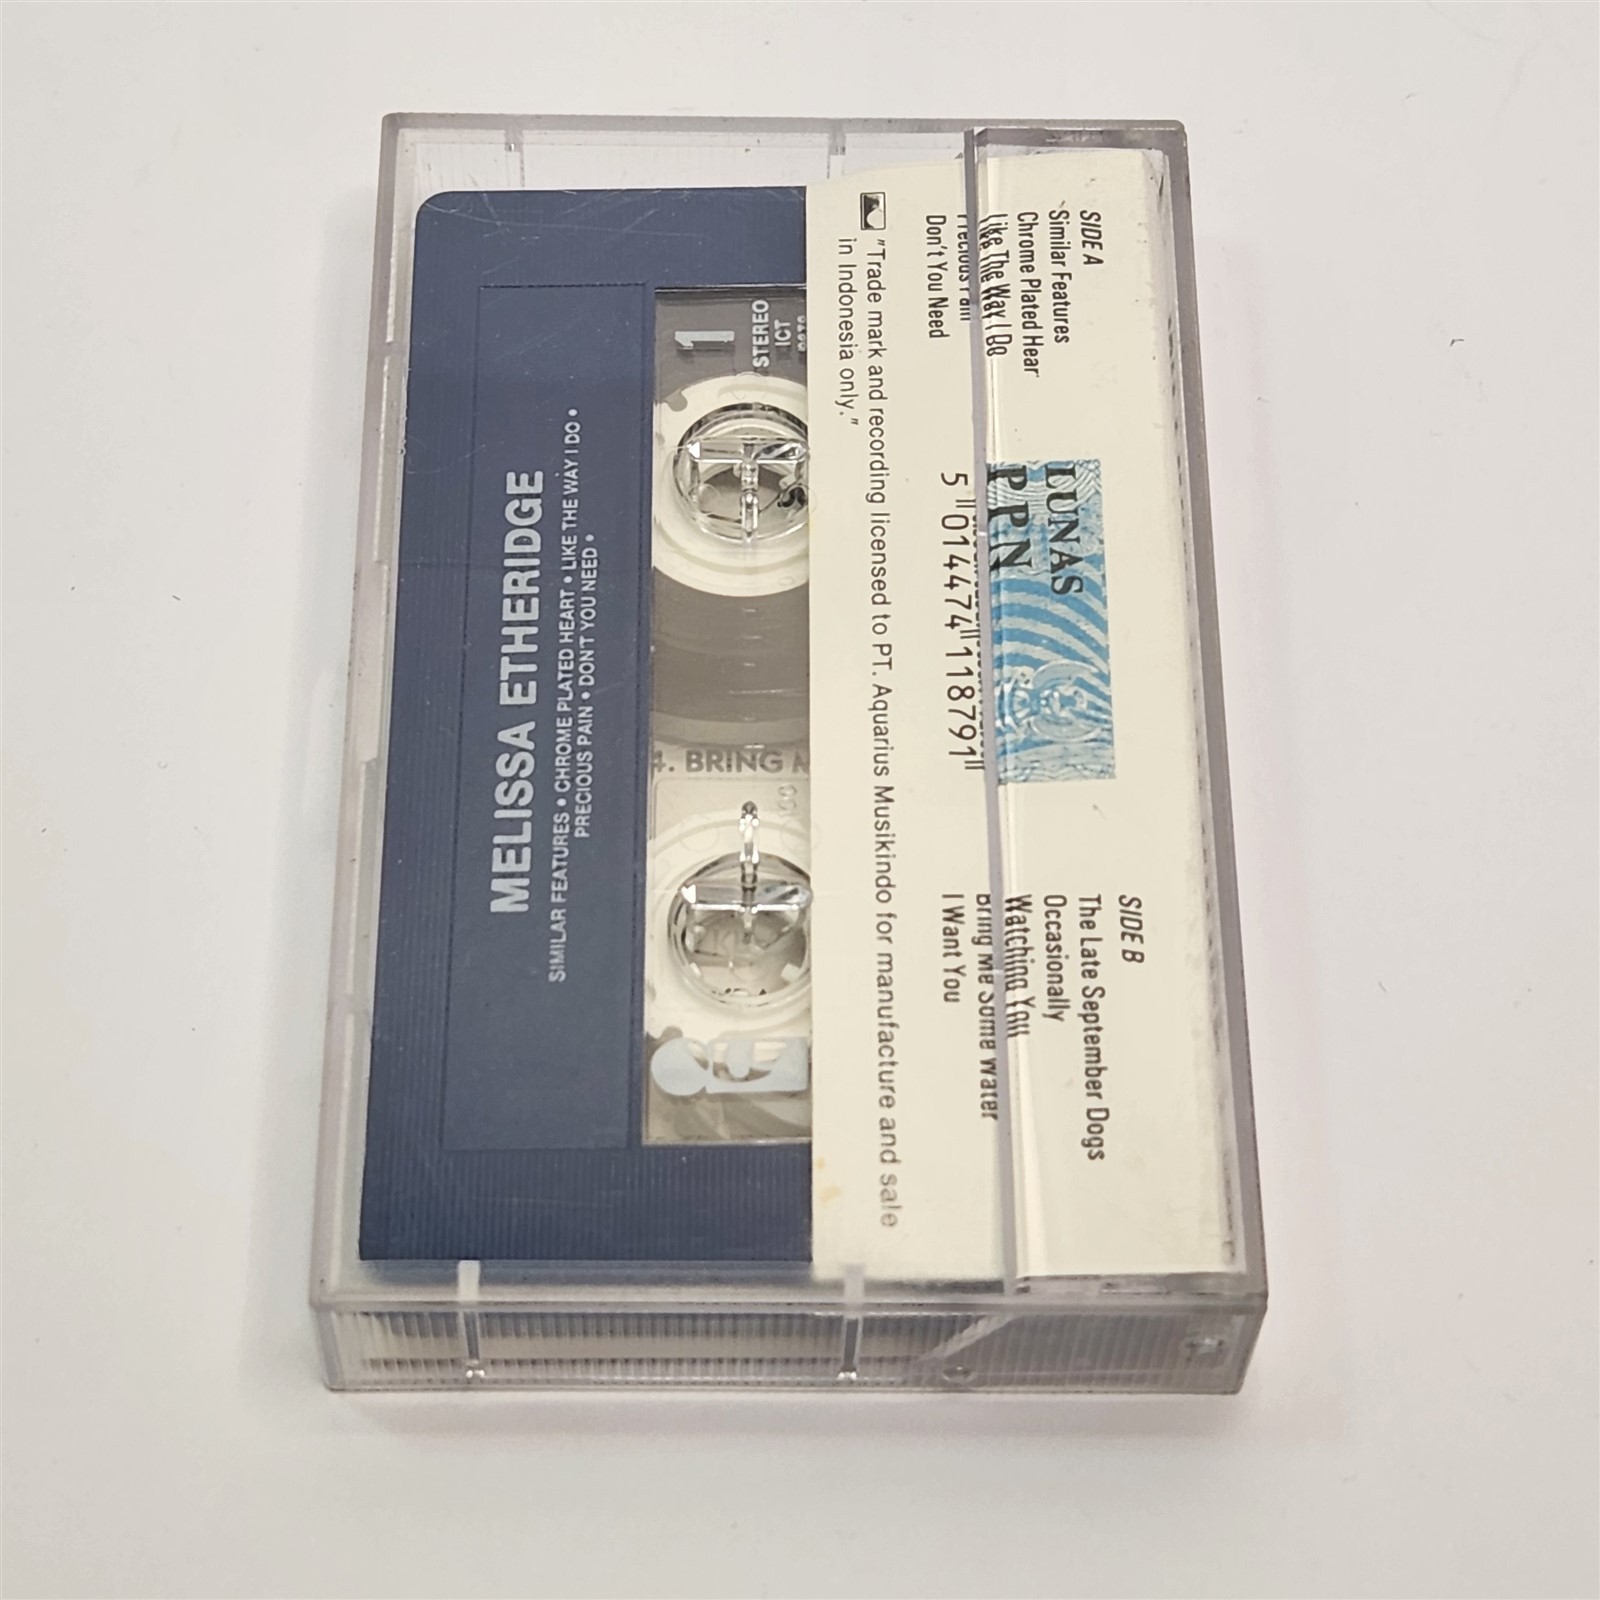 MELISSA ETHERIDGE
SIMILAR FEATURES • CHROME PLATED HEART • LIKE THE WAY I DO •
PRECIOUS PAIN • DON'T YOU NEED •
1
STEREO
ICT
4. BRING
SIDE A
Similar Features
Chrome Plated Hear
Like The Way I Do
Precious Pain
Don't You Need
LUNAS
PPN
5 014474 118791
SIDE B
The Late September Dogs
Occasionally
Watching You
Bring Me Some Water
I Want You
"Trade mark and recording licensed to PT. Aquarius Musikindo for manufacture and sale
in Indonesia only."